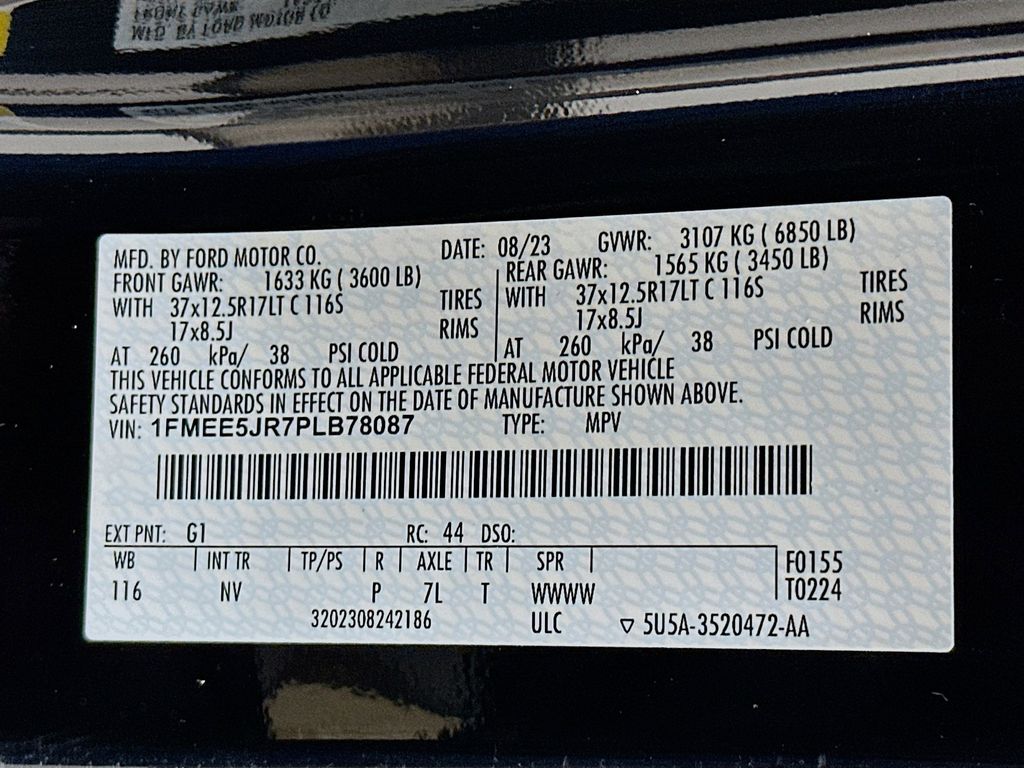 MFD. BY FORD MOTOR CO. DATE: 08/23 GVWR: 3107 KG ( 6850 LB)
FRONT GAWR: 1633 KG ( 3600 LB) REAR GAWR: 1565 KG ( 3450 LB)
WITH 37x12.5R17LT C 116S TIRES WITH 37x12.5R17LT C 116S TIRES
17x8.5J RIMS 17x8.5J RIMS
AT 260 kPa/ 38 PSI COLD AT 260 kPa/ 38 PSI COLD
THIS VEHICLE CONFORMS TO ALL APPLICABLE FEDERAL MOTOR VEHICLE
SAFETY STANDARDS IN EFFECT ON THE DATE OF MANUFACTURE SHOWN ABOVE.
VIN: 1FMEE5JR7PLB78087 TYPE: MPV
EXT PNT: G1 RC: 44 DSO:
WB INT TR TP/PS R AXLE TR SPR F0155
116 NV P 7L T WWWW T0224
3202308242186 ULC ▽ 5U5A-3520472-AA